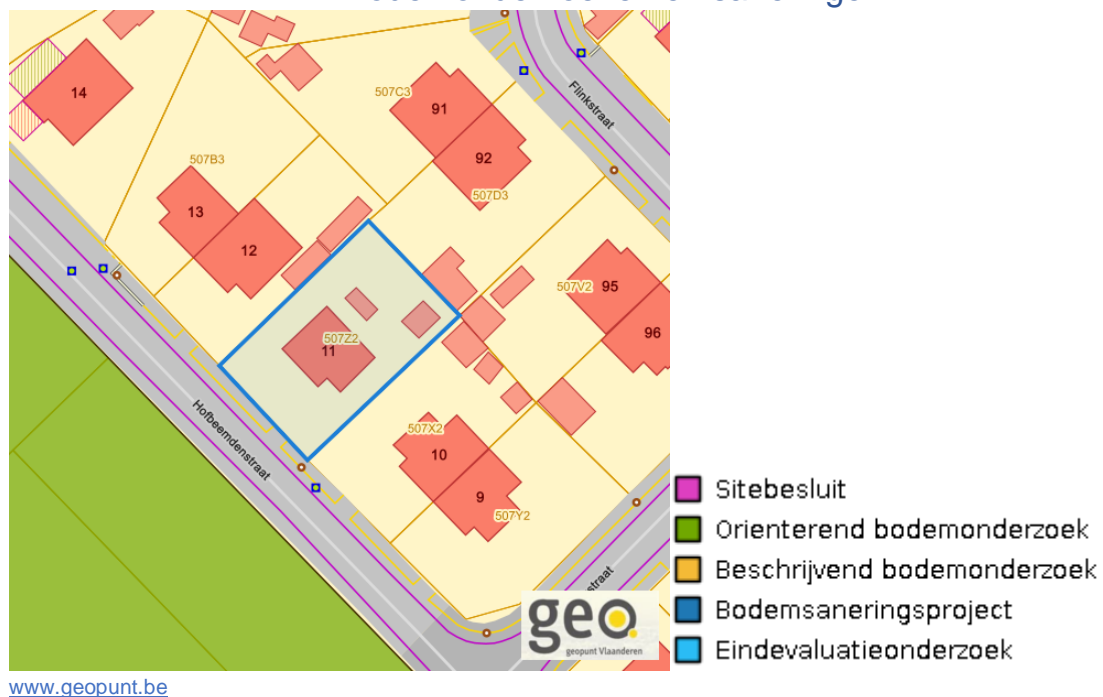 14
91
507C3
Flinkstraat
92
507B3
507D3
13
12
507V2
95
96
507Z2
11
Hofbeemdenstraat
507X2
10
9
507Y2
straat
geo.
geopunt Vlaanderen
Sitebesluit
Orienterend bodemonderzoek
Beschrijvend bodemonderzoek
Bodemsaneringsproject
Eindevaluatieonderzoek
www.geopunt.be